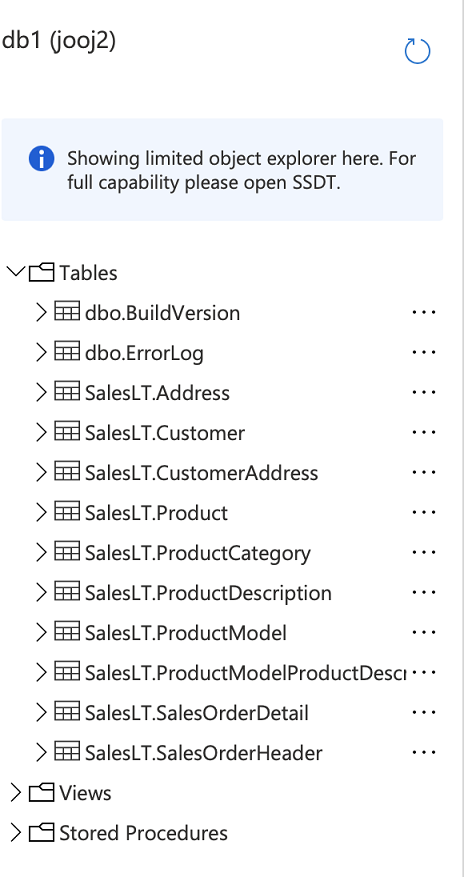 db1 (jooj2)
Showing limited object explorer here. For
full capability please open SSDT.
Tables
dbo.BuildVersion
dbo.ErrorLog
SalesLT.Address
SalesLT.Customer
SalesLT.CustomerAddress
SalesLT.Product
SalesLT.ProductCategory
SalesLT.ProductDescription
SalesLT.ProductModel
SalesLT.ProductModelProductDescr
SalesLT.SalesOrderDetail
SalesLT.SalesOrderHeader
Views
Stored Procedures